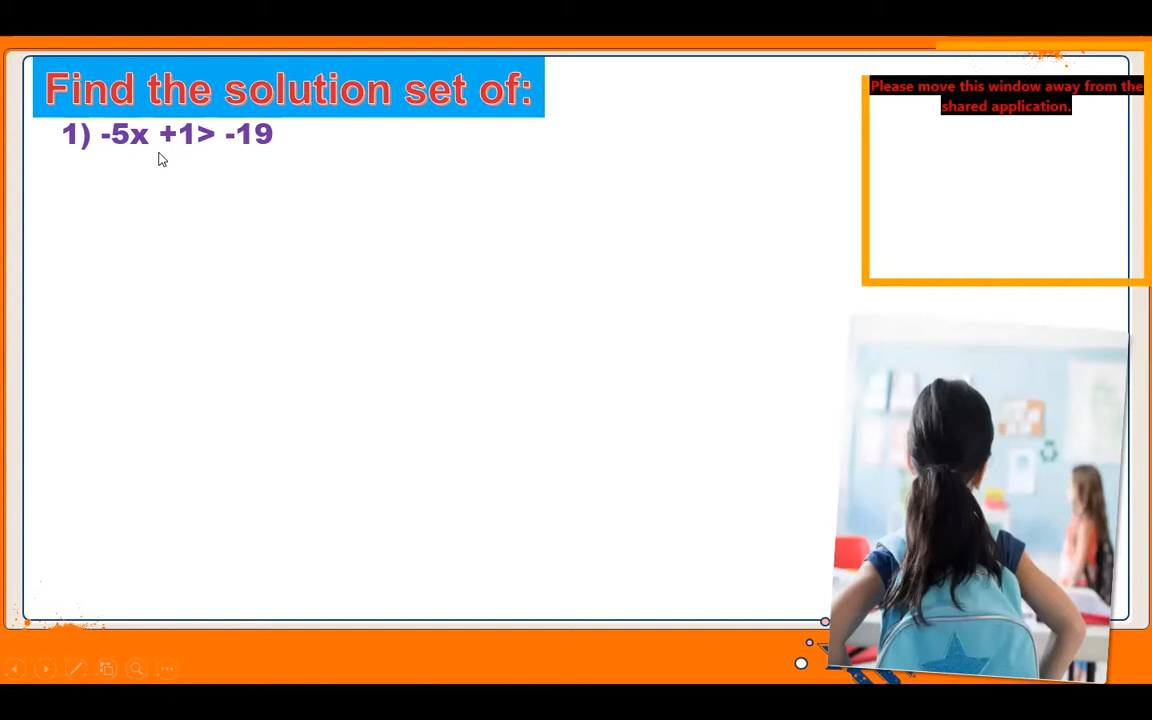 Find the solution set of:
1) -5x +1> -19
Please move this window away from the
shared application.